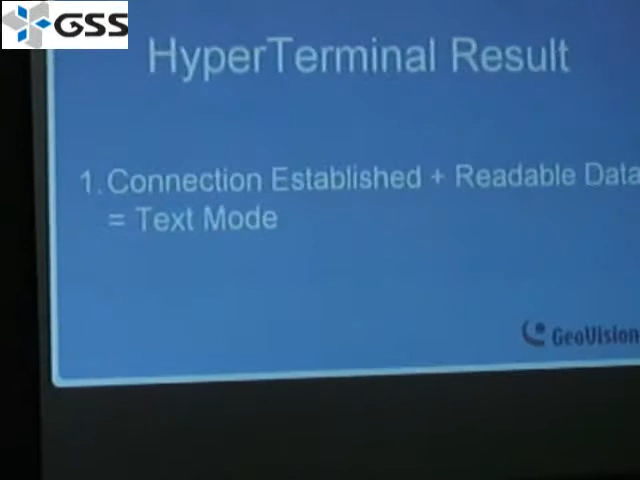 GSS
HyperTerminal Result
1. Connection Established + Readable Data
= Text Mode
GeoVision